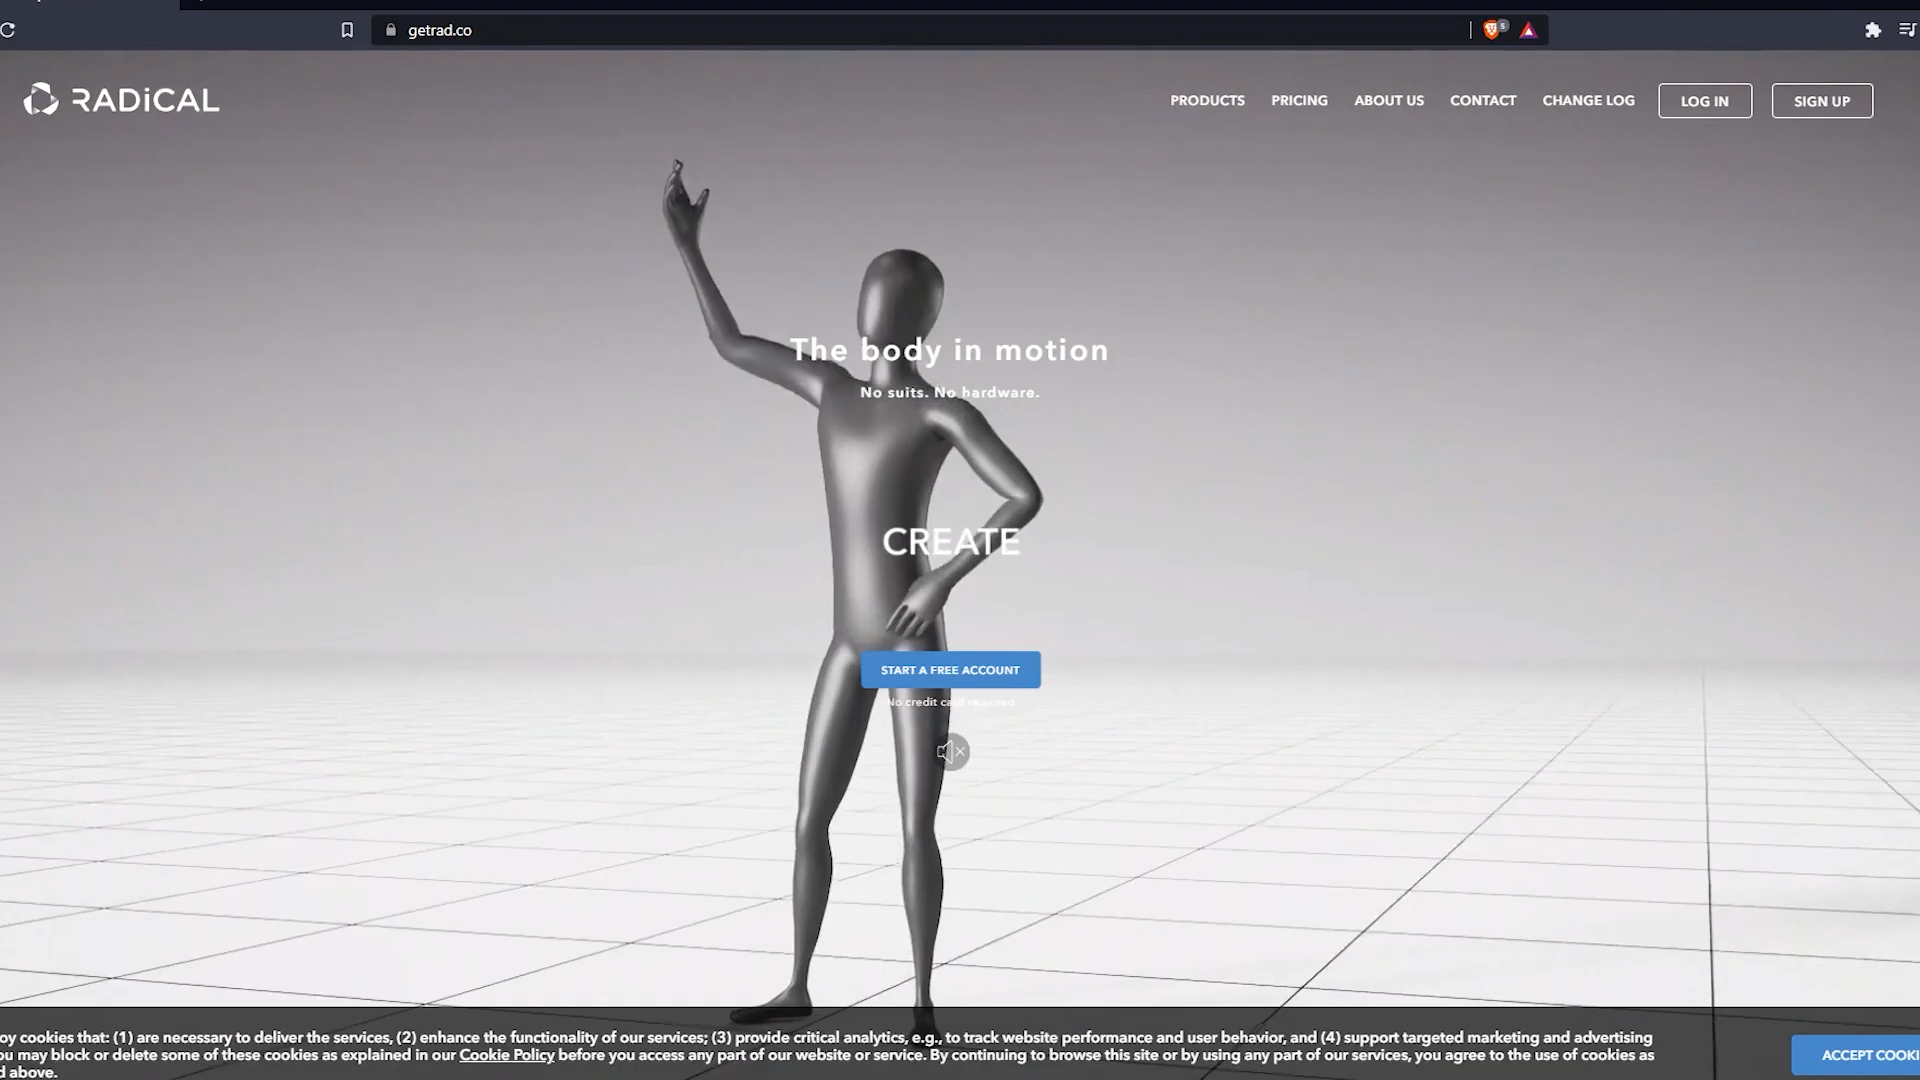 getrad.co
RADiCAL
PRODUCTS PRICING ABOUT US CONTACT CHANGE LOG LOG IN SIGN UP
The body in motion
No suits. No hardware.
CREATE
START A FREE ACCOUNT
No credit card required
oy cookies that: (1) are necessary to deliver the services, (2) enhance the functionality of our services; (3) provide critical analytics, e.g., to track website performance and user behavior, and (4) support targeted marketing and advertising
ou may block or delete some of these cookies as explained in our Cookie Policy before you access any part of our website or service. By continuing to browse this site or by using any part of our services, you agree to the use of cookies as
d above.
ACCEPT COOKI